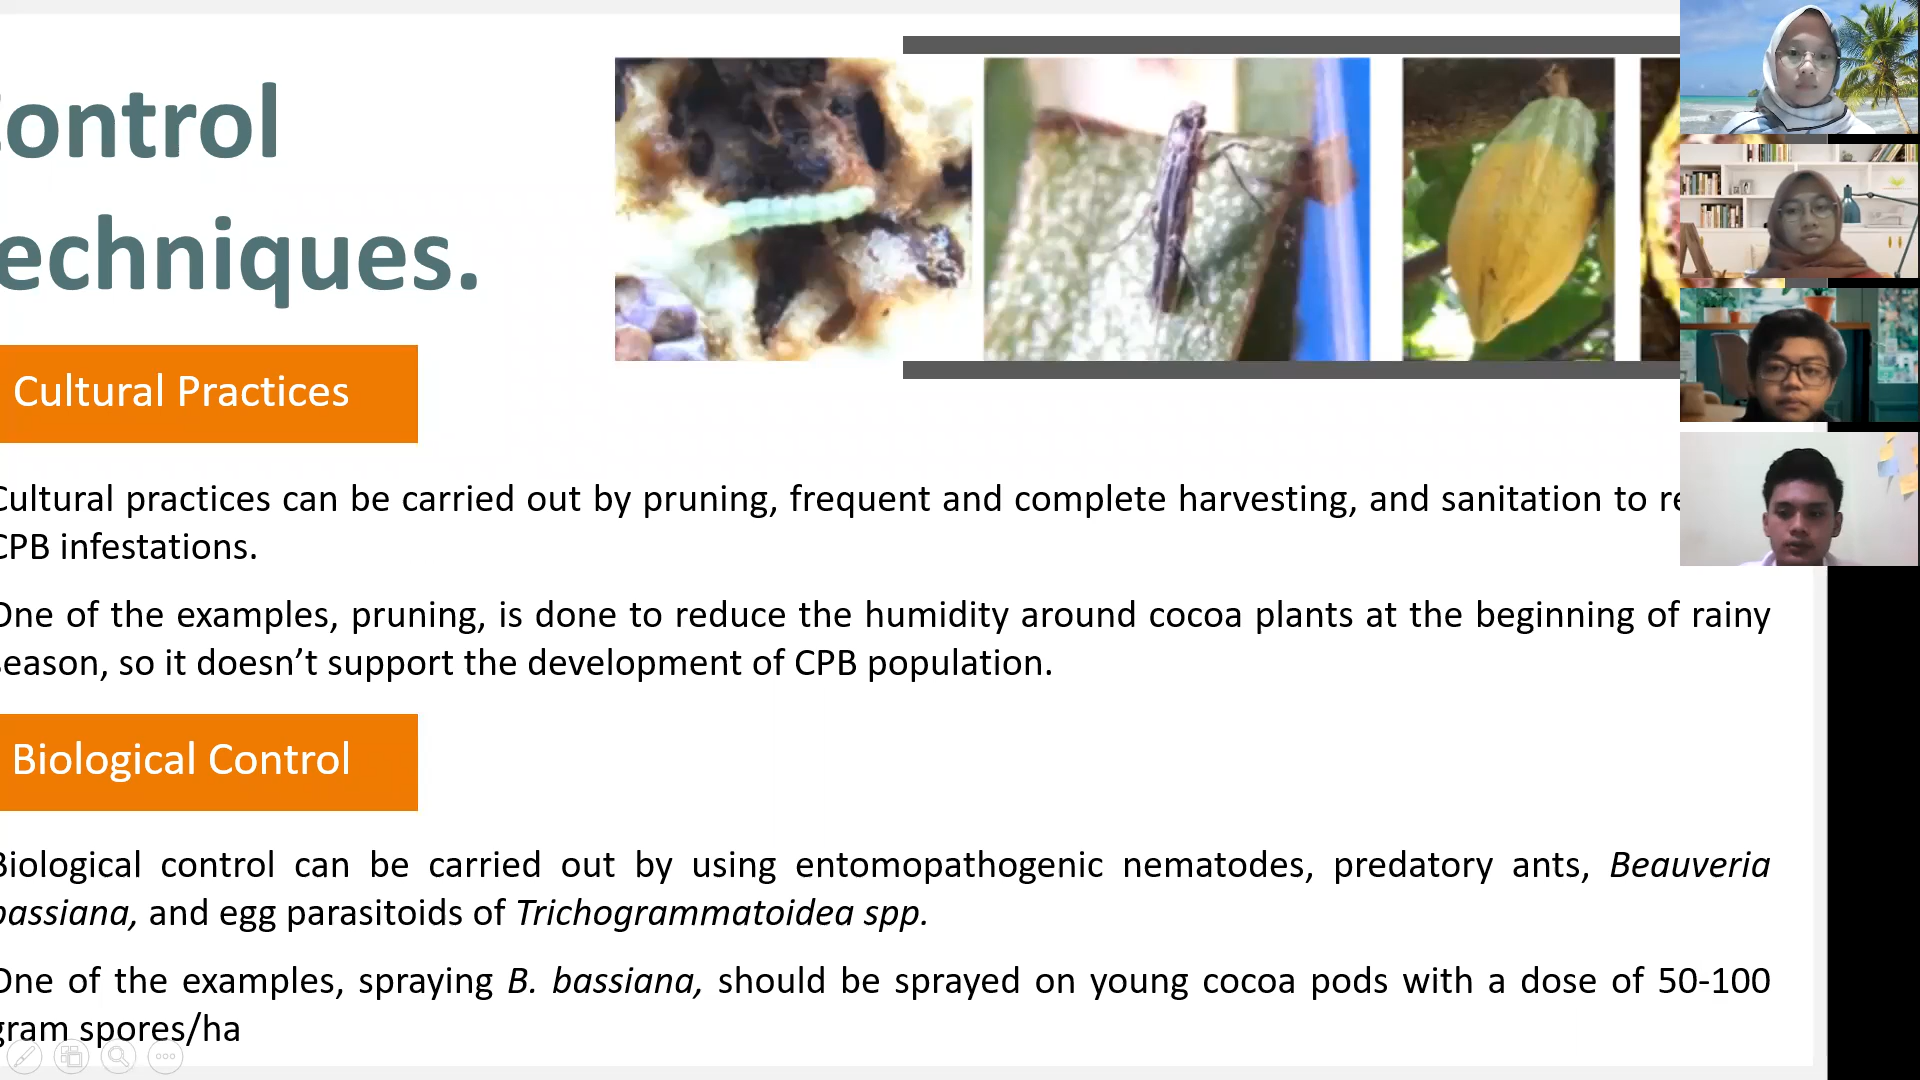 ontrol
echniques.
Cultural Practices
Cultural practices can be carried out by pruning, frequent and complete harvesting, and sanitation to re
CPB infestations.
One of the examples, pruning, is done to reduce the humidity around cocoa plants at the beginning of rainy
season, so it doesn’t support the development of CPB population.
Biological Control
Biological control can be carried out by using entomopathogenic nematodes, predatory ants, Beauveria
bassiana, and egg parasitoids of Trichogrammatoidea spp.
One of the examples, spraying B. bassiana, should be sprayed on young cocoa pods with a dose of 50-100
gram spores/ha